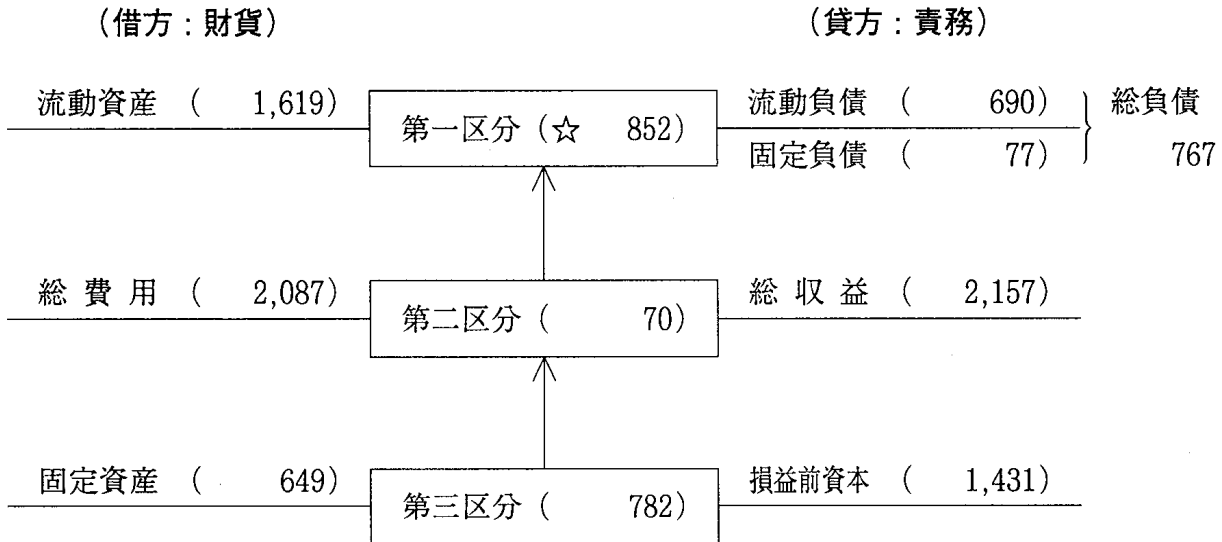 （借方：財貨） （貸方：責務）
流動資産 （ 1,619） 第一区分（☆ 852） 流動負債 （ 690） 総負債
固定負債 （ 77） 767
総費用 （ 2,087） 第二区分（ 70） 総収益 （ 2,157）
固定資産 （ 649） 第三区分（ 782） 損益前資本 （ 1,431）